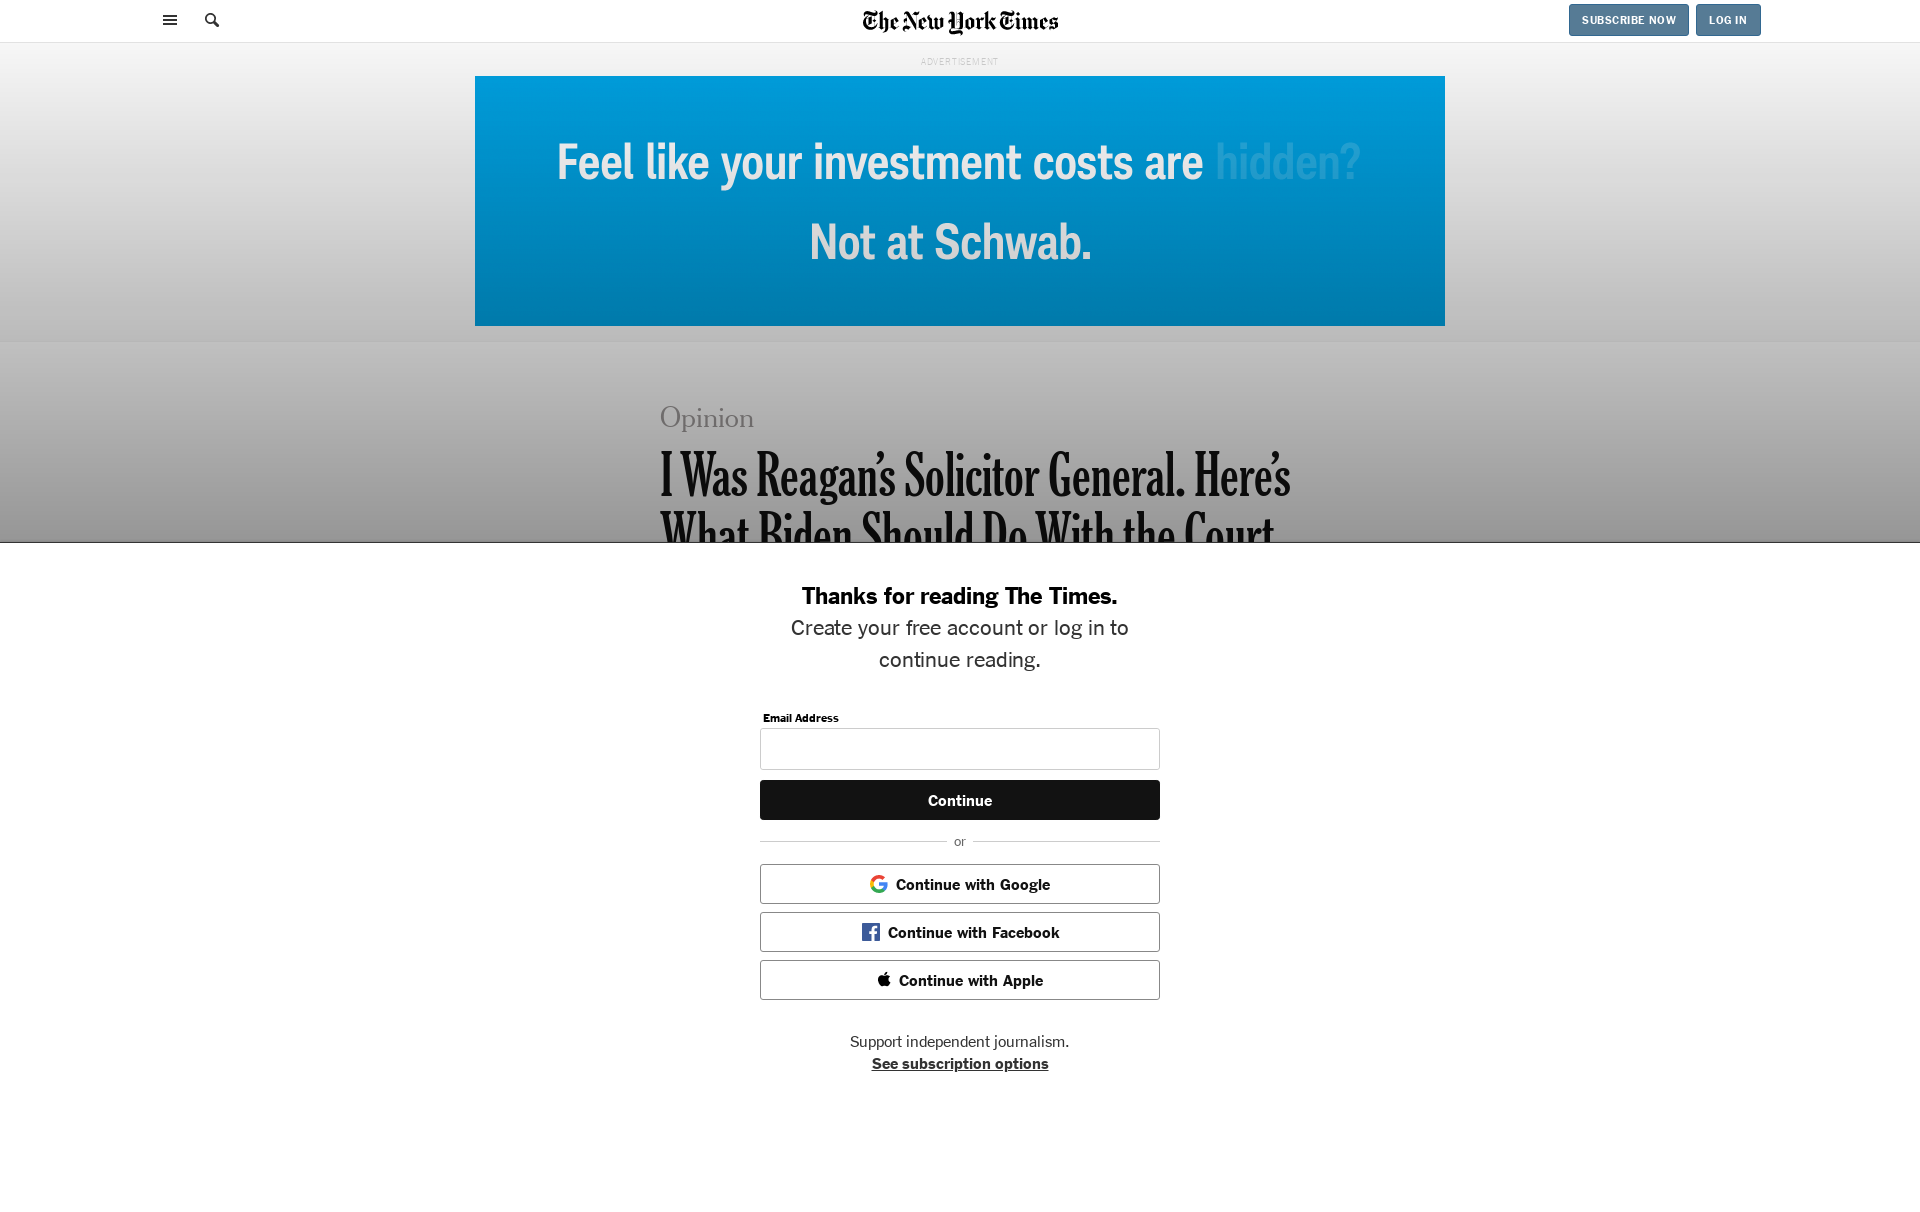 The New York Times
SUBSCRIBE NOW
LOG IN
ADVERTISEMENT
Feel like your investment costs are hidden?
Not at Schwab.
Opinion
I Was Reagan’s Solicitor General. Here’s
What Biden Should Do With the Court
Thanks for reading The Times.
Create your free account or log in to
continue reading.
Email Address
Continue
or
Continue with Google
Continue with Facebook
Continue with Apple
Support independent journalism.
See subscription options